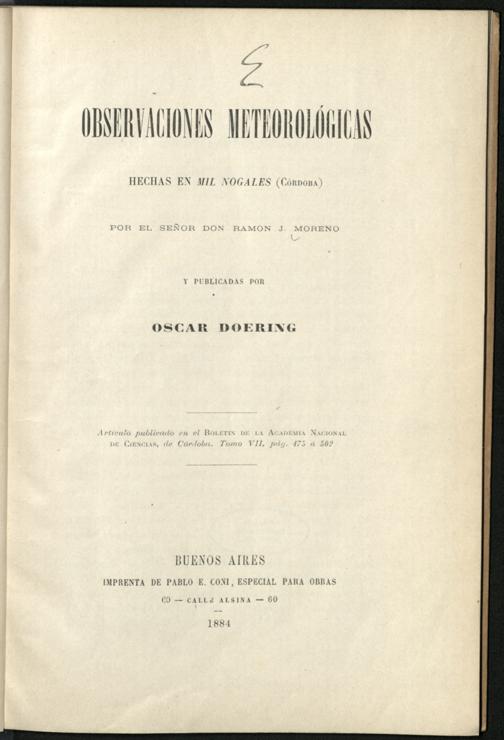 OBSERVACIONES METEOROLÓGICAS
HECHAS EN MIL NOGALES (CÓRDOBA)
POR EL SEÑOR DON RAMON J. MORENO
Y PUBLICADAS POR
OSCAR DOERING
Artículo publicado en el BOLETIN DE LA ACADEMIA NACIONAL
DE CIENCIAS, de Córdoba. Tomo VII, pág. 475 á 502
BUENOS AIRES
IMPRENTA DE PABLO E. CONI, ESPECIAL PARA OBRAS
60 — CALLE ALSINA — 60
1884